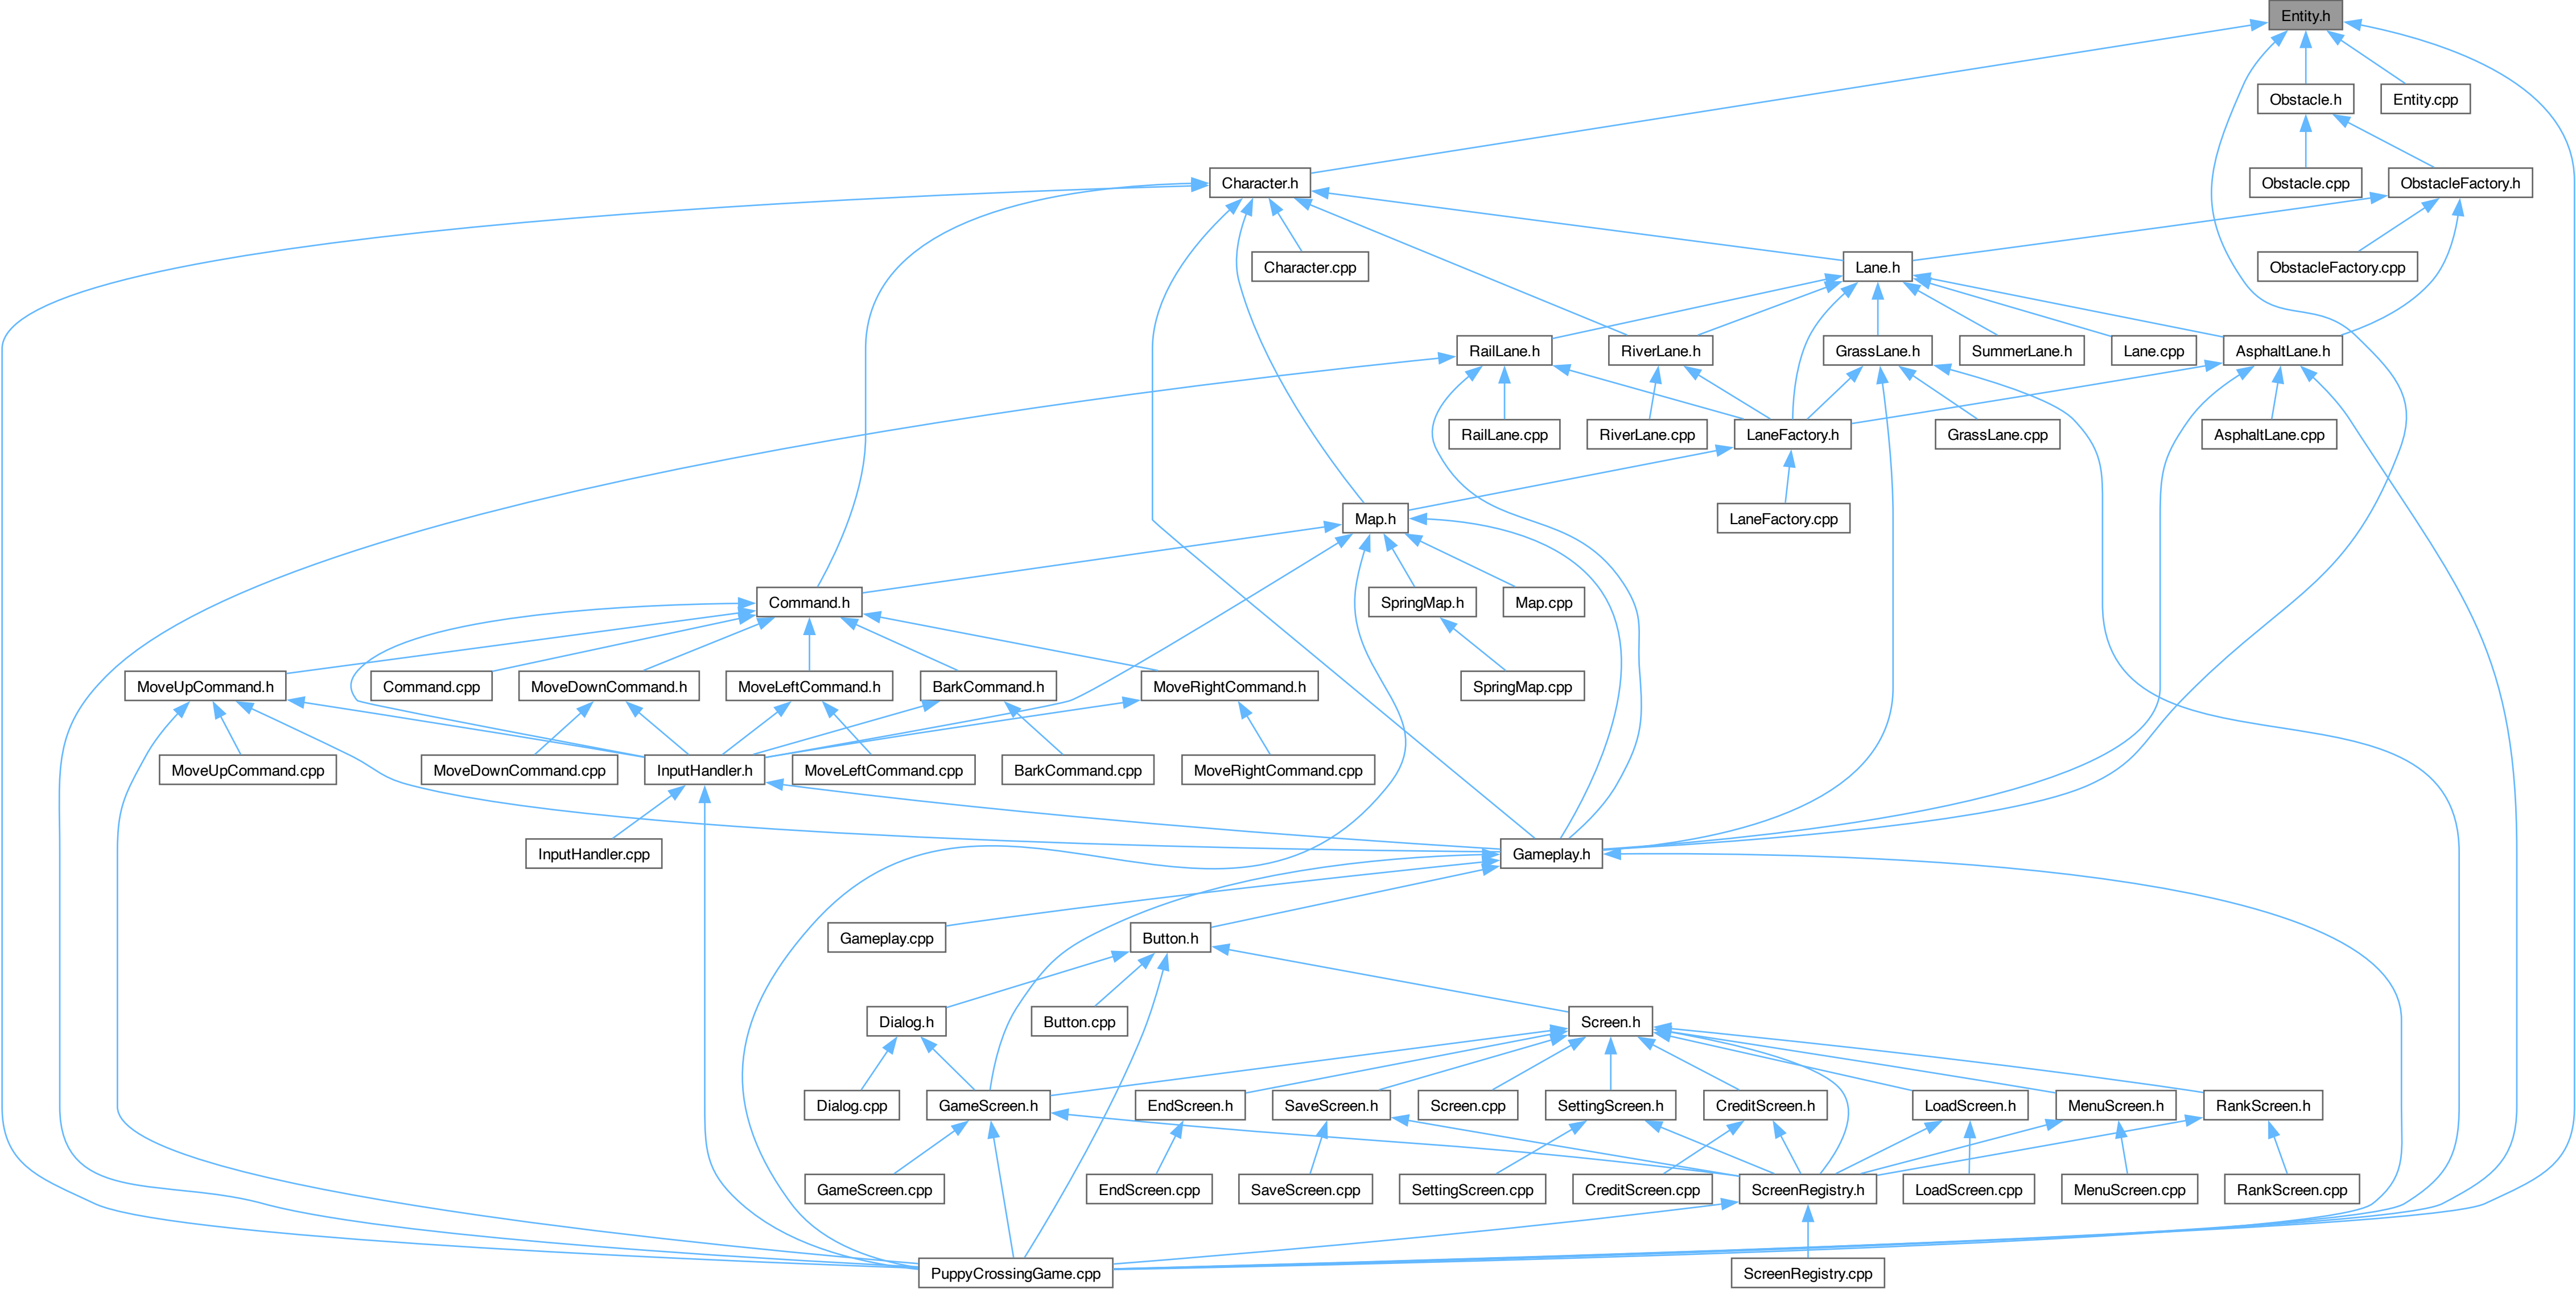 Entity.h
Obstacle.h
Entity.cpp
Character.h
Obstacle.cpp
ObstacleFactory.h
Character.cpp
Lane.h
ObstacleFactory.cpp
RailLane.h
RiverLane.h
GrassLane.h
SummerLane.h
Lane.cpp
AsphaltLane.h
RailLane.cpp
RiverLane.cpp
LaneFactory.h
GrassLane.cpp
AsphaltLane.cpp
Map.h
LaneFactory.cpp
Command.h
SpringMap.h
Map.cpp
MoveUpCommand.h
Command.cpp
MoveDownCommand.h
MoveLeftCommand.h
BarkCommand.h
MoveRightCommand.h
SpringMap.cpp
MoveUpCommand.cpp
MoveDownCommand.cpp
InputHandler.h
MoveLeftCommand.cpp
BarkCommand.cpp
MoveRightCommand.cpp
InputHandler.cpp
Gameplay.h
Gameplay.cpp
Button.h
Dialog.h
Button.cpp
Screen.h
Dialog.cpp
GameScreen.h
EndScreen.h
SaveScreen.h
Screen.cpp
SettingScreen.h
CreditScreen.h
LoadScreen.h
MenuScreen.h
RankScreen.h
GameScreen.cpp
EndScreen.cpp
SaveScreen.cpp
SettingScreen.cpp
CreditScreen.cpp
ScreenRegistry.h
LoadScreen.cpp
MenuScreen.cpp
RankScreen.cpp
PuppyCrossingGame.cpp
ScreenRegistry.cpp